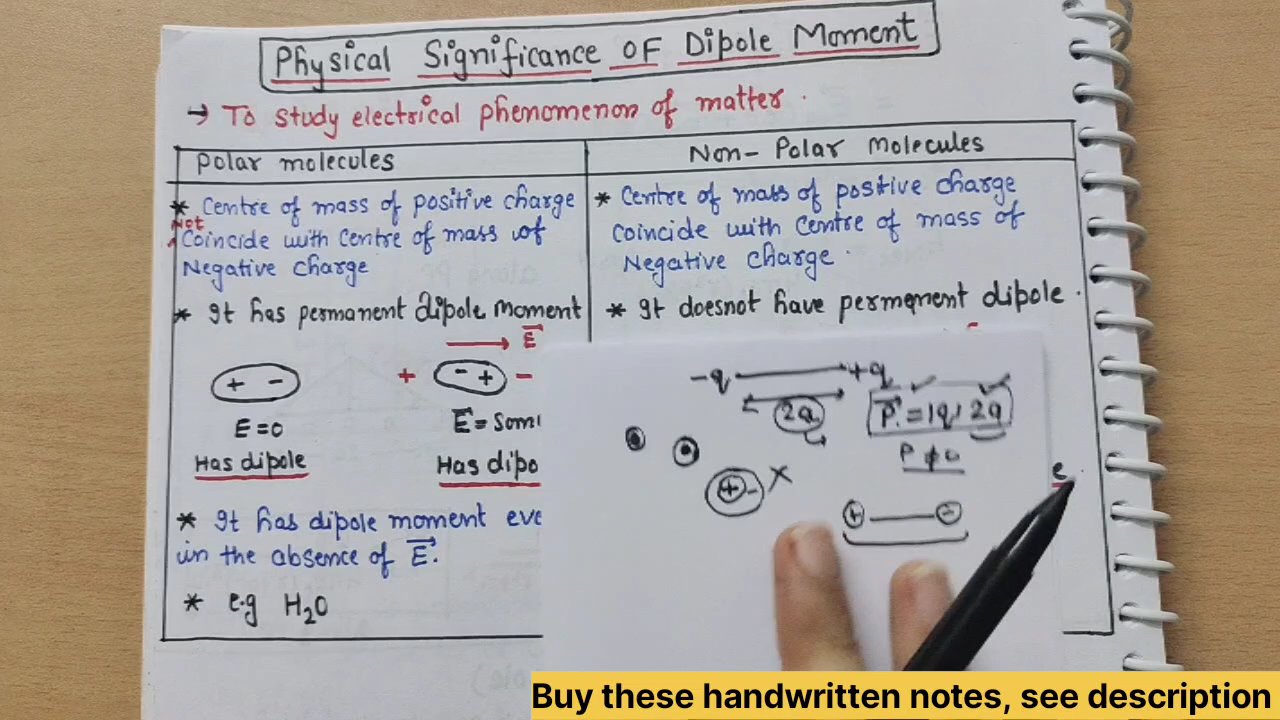 Physical Significance OF Dipole Moment
→ To study electrical phenomenon of matter.
Polar molecules
* Centre of mass of positive charge
Not
Coincide with centre of mass of
Negative charge
* It has permanent dipole moment
E
+ - + - + -
E=0
E = Som
Has dipole
Has dipo
* It has dipole moment eve
in the absence of E.
* e.g H₂O
Non-Polar Molecules
* Centre of mass of positive charge
coincide with centre of mass of
Negative charge.
* It doesnot have permenent dipole.
-q +q
2a
P = |q| 2a
P ≠ 0
+ - ×
+ -
e
Buy these handwritten notes, see description